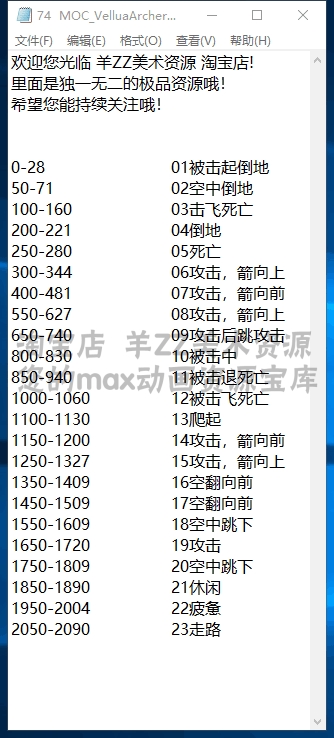 74 MOC_VelluaArcher...
文件(F) 编辑(E) 格式(O) 查看(V) 帮助(H)
欢迎您光临 羊ZZ美术资源 淘宝店!
里面是独一无二的极品资源哦!
希望您能持续关注哦!
0-28 01被击起倒地
50-71 02空中倒地
100-160 03击飞死亡
200-221 04倒地
250-280 05死亡
300-344 06攻击，箭向上
400-481 07攻击，箭向前
550-627 08攻击，箭向上
650-740 09攻击后跳攻击
淘宝店 羊ZZ美术资源
800-830 10被击中
850-940 11被击退死亡
您的max动画资源宝库
1000-1060 12被击飞死亡
1100-1130 13爬起
1150-1200 14攻击，箭向前
1250-1327 15攻击，箭向上
1350-1409 16空翻向前
1450-1509 17空翻向前
1550-1609 18空中跳下
1650-1720 19攻击
1750-1809 20空中跳下
1850-1890 21休闲
1950-2004 22疲惫
2050-2090 23走路